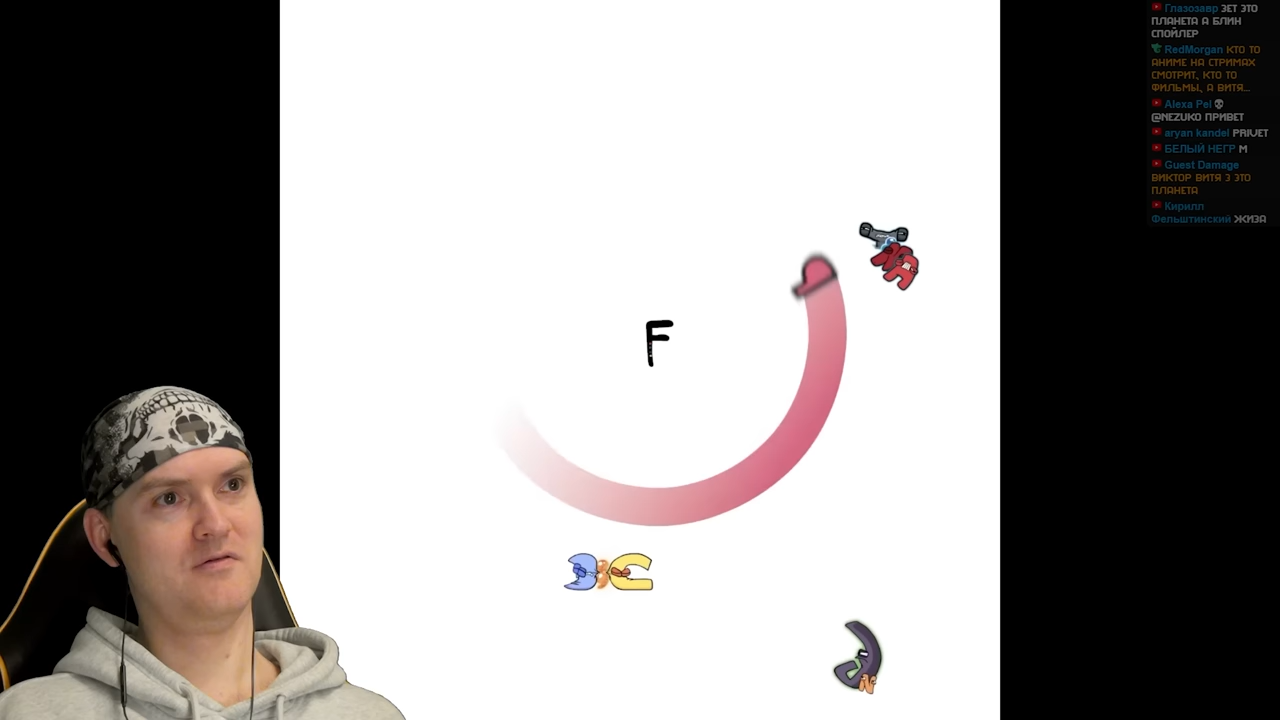 Глазозавр ЗЕТ ЭТО
ПЛАНЕТА А БЛИН
СПОЙЛЕР
RedMorgan КТО ТО
АНИМЕ НА СТРИМАХ
СМОТРИТ, КТО ТО
ФИЛЬМЫ, А ВИТЯ...
Alexa Pel
@NEZUKO ПРИВЕТ
aryan kandel PRIVET
БЕЛЫЙ НЕГР М
Guest Damage
ВИКТОР ВИТЯ З ЭТО
ПЛАНЕТА
Кирилл
Фельштинский ЖИЗА
F